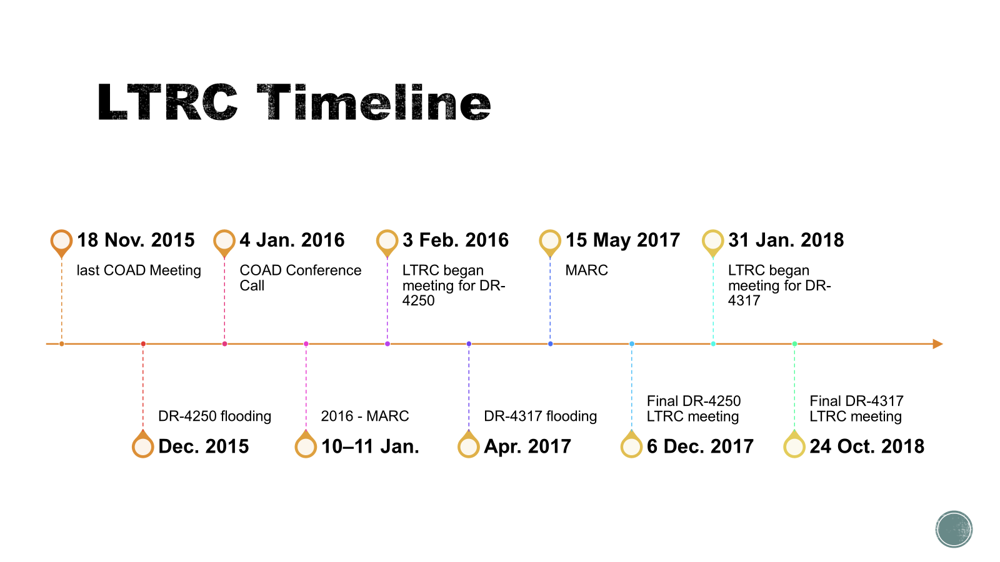 LTRC Timeline
18 Nov. 2015
last COAD Meeting
DR-4250 flooding
Dec. 2015
4 Jan. 2016
COAD Conference
Call
2016 - MARC
10–11 Jan.
3 Feb. 2016
LTRC began
meeting for DR-
4250
DR-4317 flooding
Apr. 2017
15 May 2017
MARC
Final DR-4250
LTRC meeting
6 Dec. 2017
31 Jan. 2018
LTRC began
meeting for DR-
4317
Final DR-4317
LTRC meeting
24 Oct. 2018